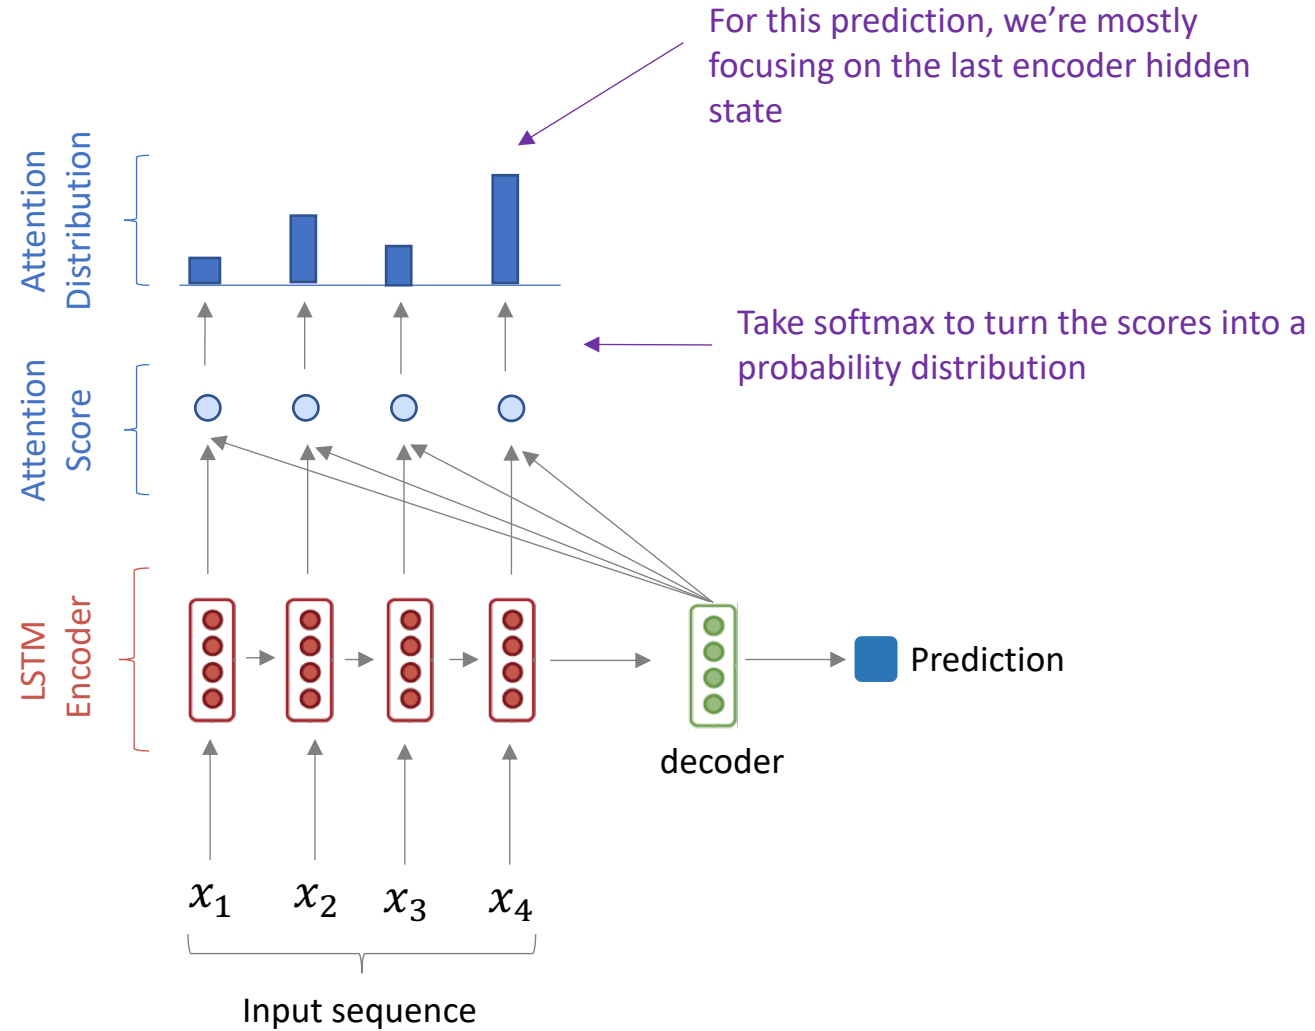 For this prediction, we're mostly
focusing on the last encoder hidden
state
Attention
Distribution
Take softmax to turn the scores into a
probability distribution
Attention
Score
LSTM
Encoder
Prediction
decoder
x₁ x₂ x₃ x₄
Input sequence